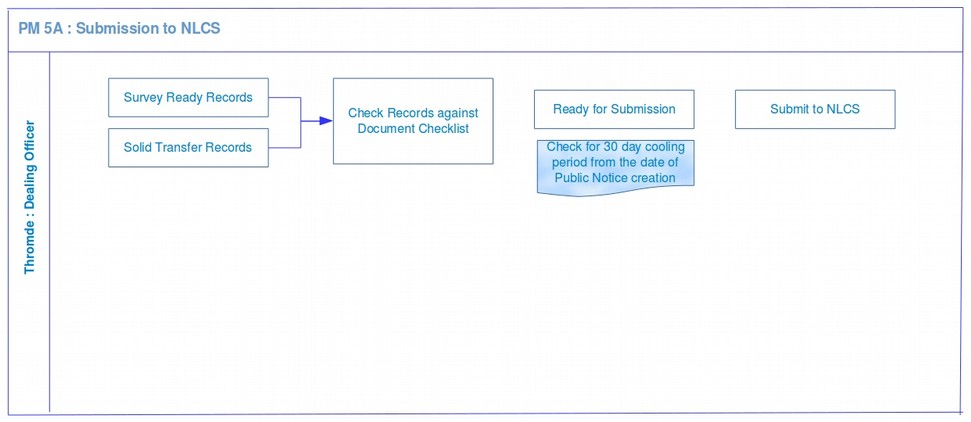 PM 5A : Submission to NLCS
Thromde : Dealing Officer
Survey Ready Records
Solid Transfer Records
Check Records against
Document Checklist
Ready for Submission
Check for 30 day cooling
period from the date of
Public Notice creation
Submit to NLCS